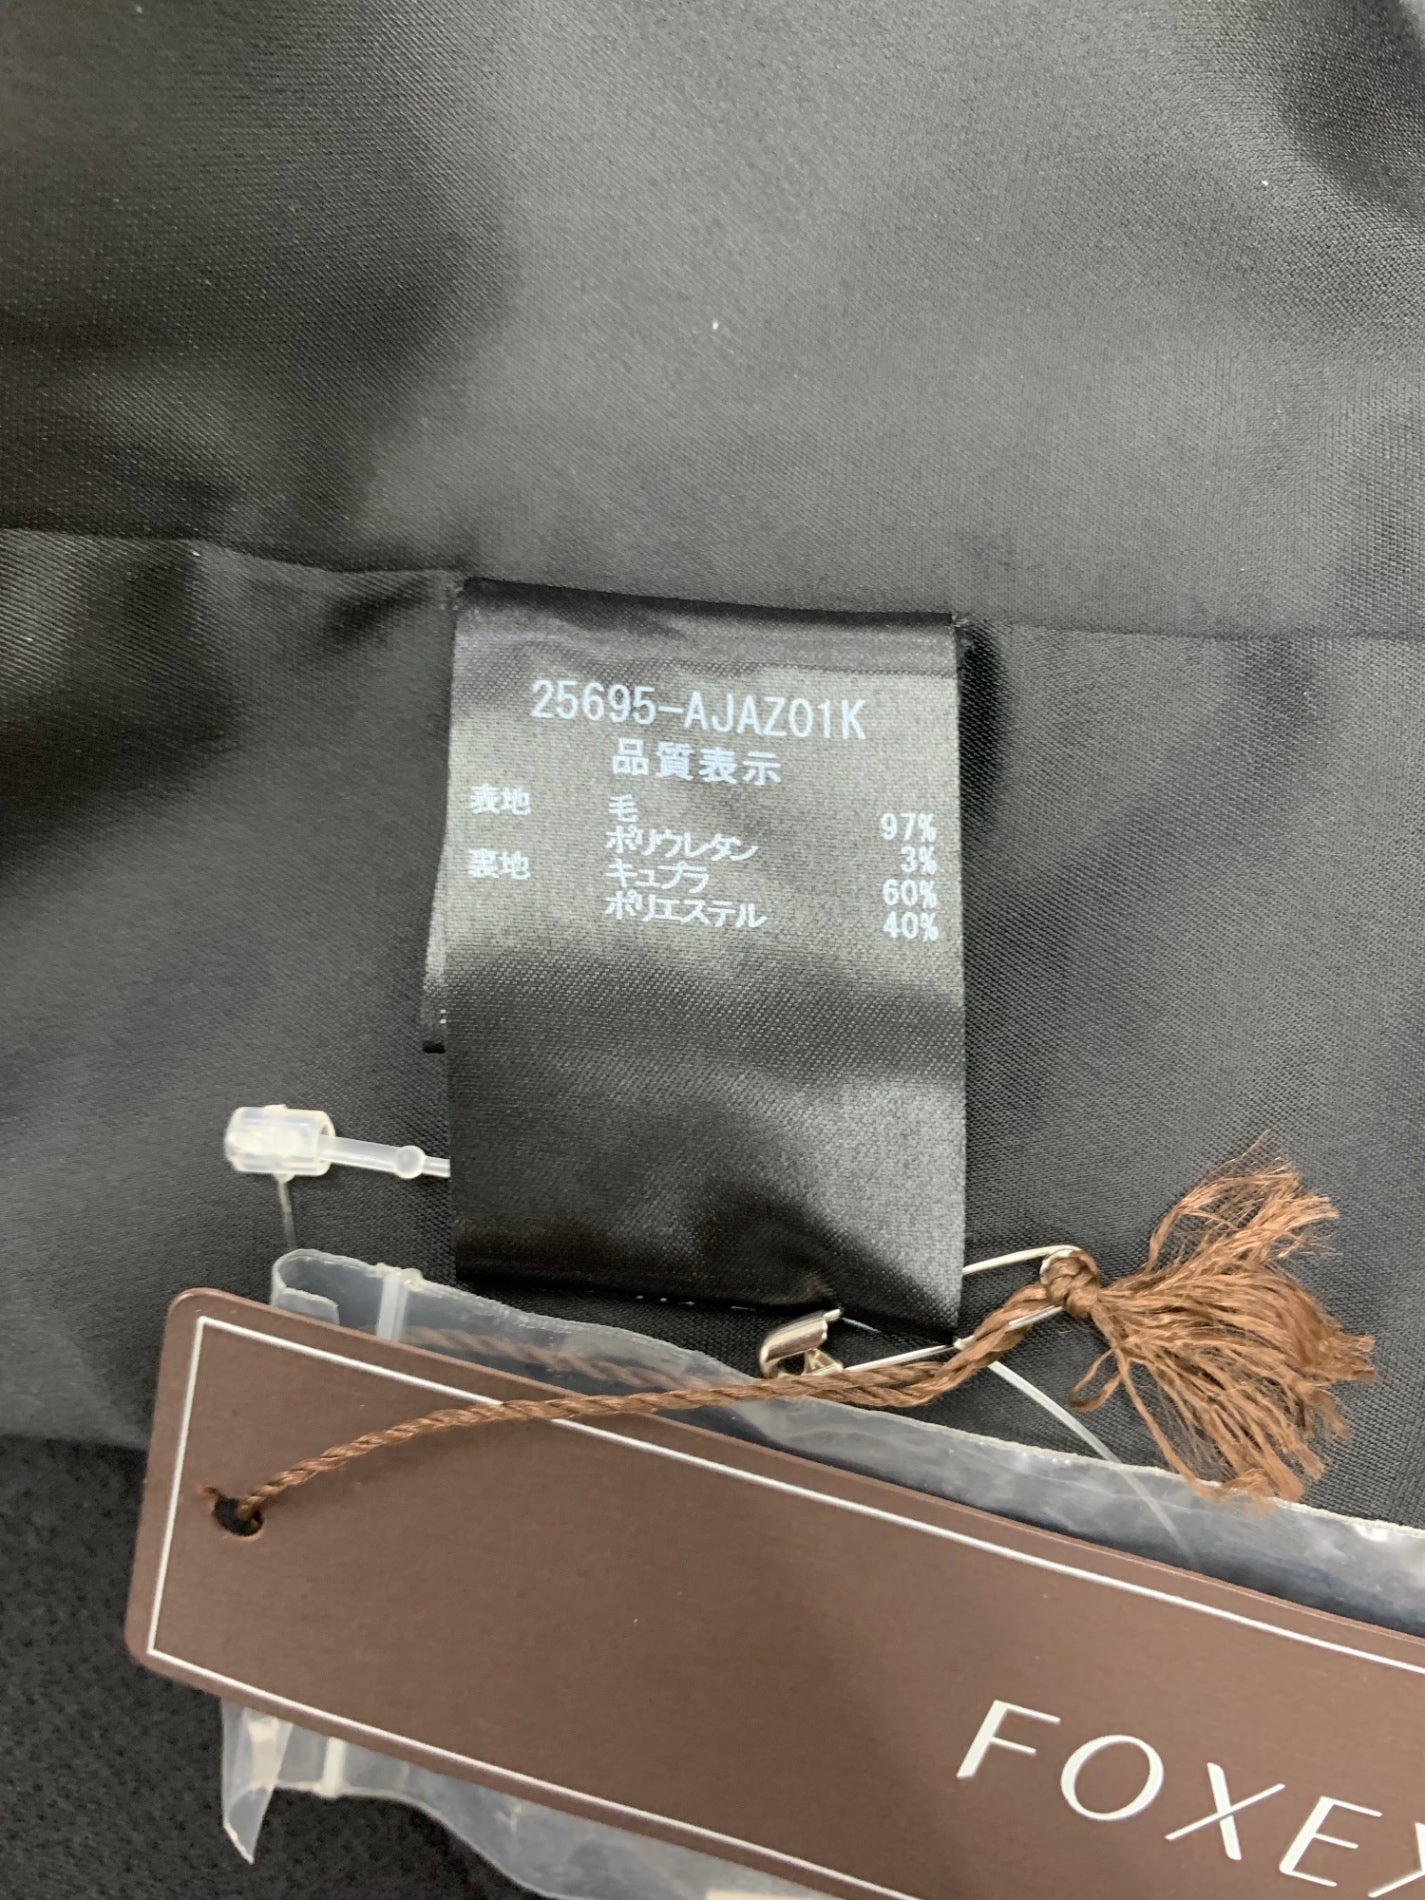 25695-AJAZ01K
品質表示
表地 毛 97%
ポリウレタン 3%
裏地 キュプラ 60%
ポリエステル 40%
FOXEY